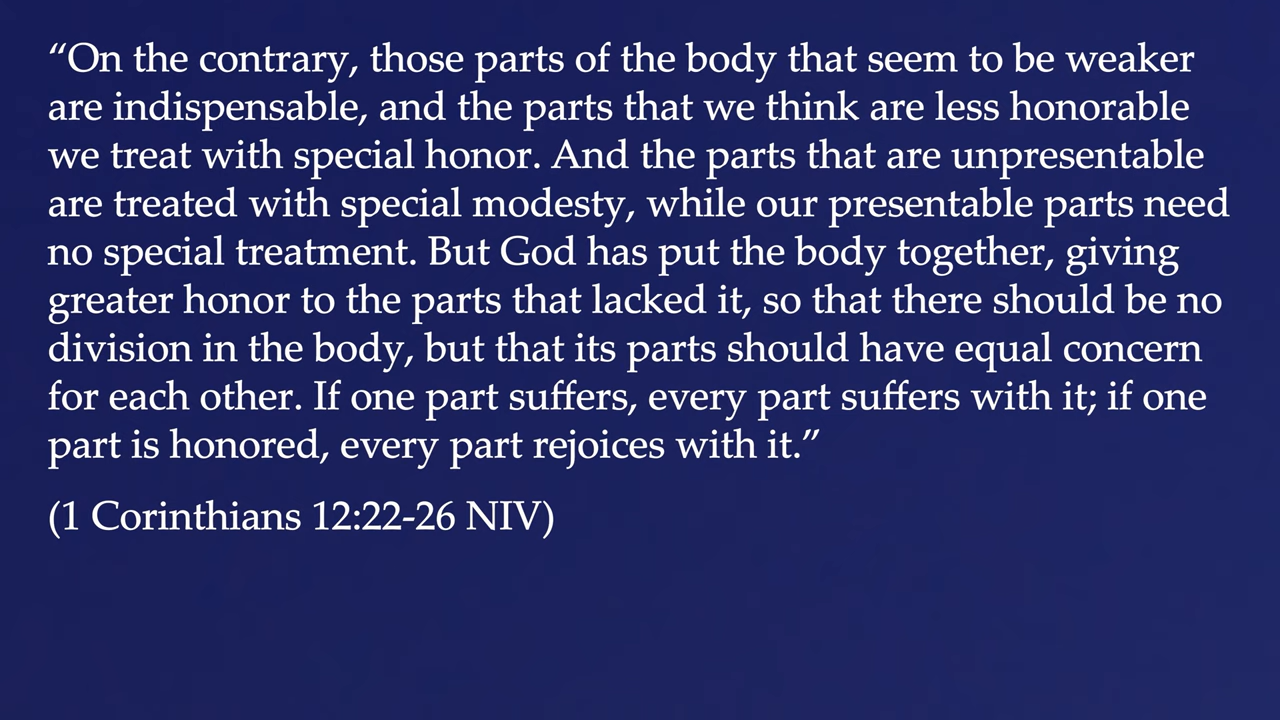 “On the contrary, those parts of the body that seem to be weaker
are indispensable, and the parts that we think are less honorable
we treat with special honor. And the parts that are unpresentable
are treated with special modesty, while our presentable parts need
no special treatment. But God has put the body together, giving
greater honor to the parts that lacked it, so that there should be no
division in the body, but that its parts should have equal concern
for each other. If one part suffers, every part suffers with it; if one
part is honored, every part rejoices with it.”
(1 Corinthians 12:22-26 NIV)